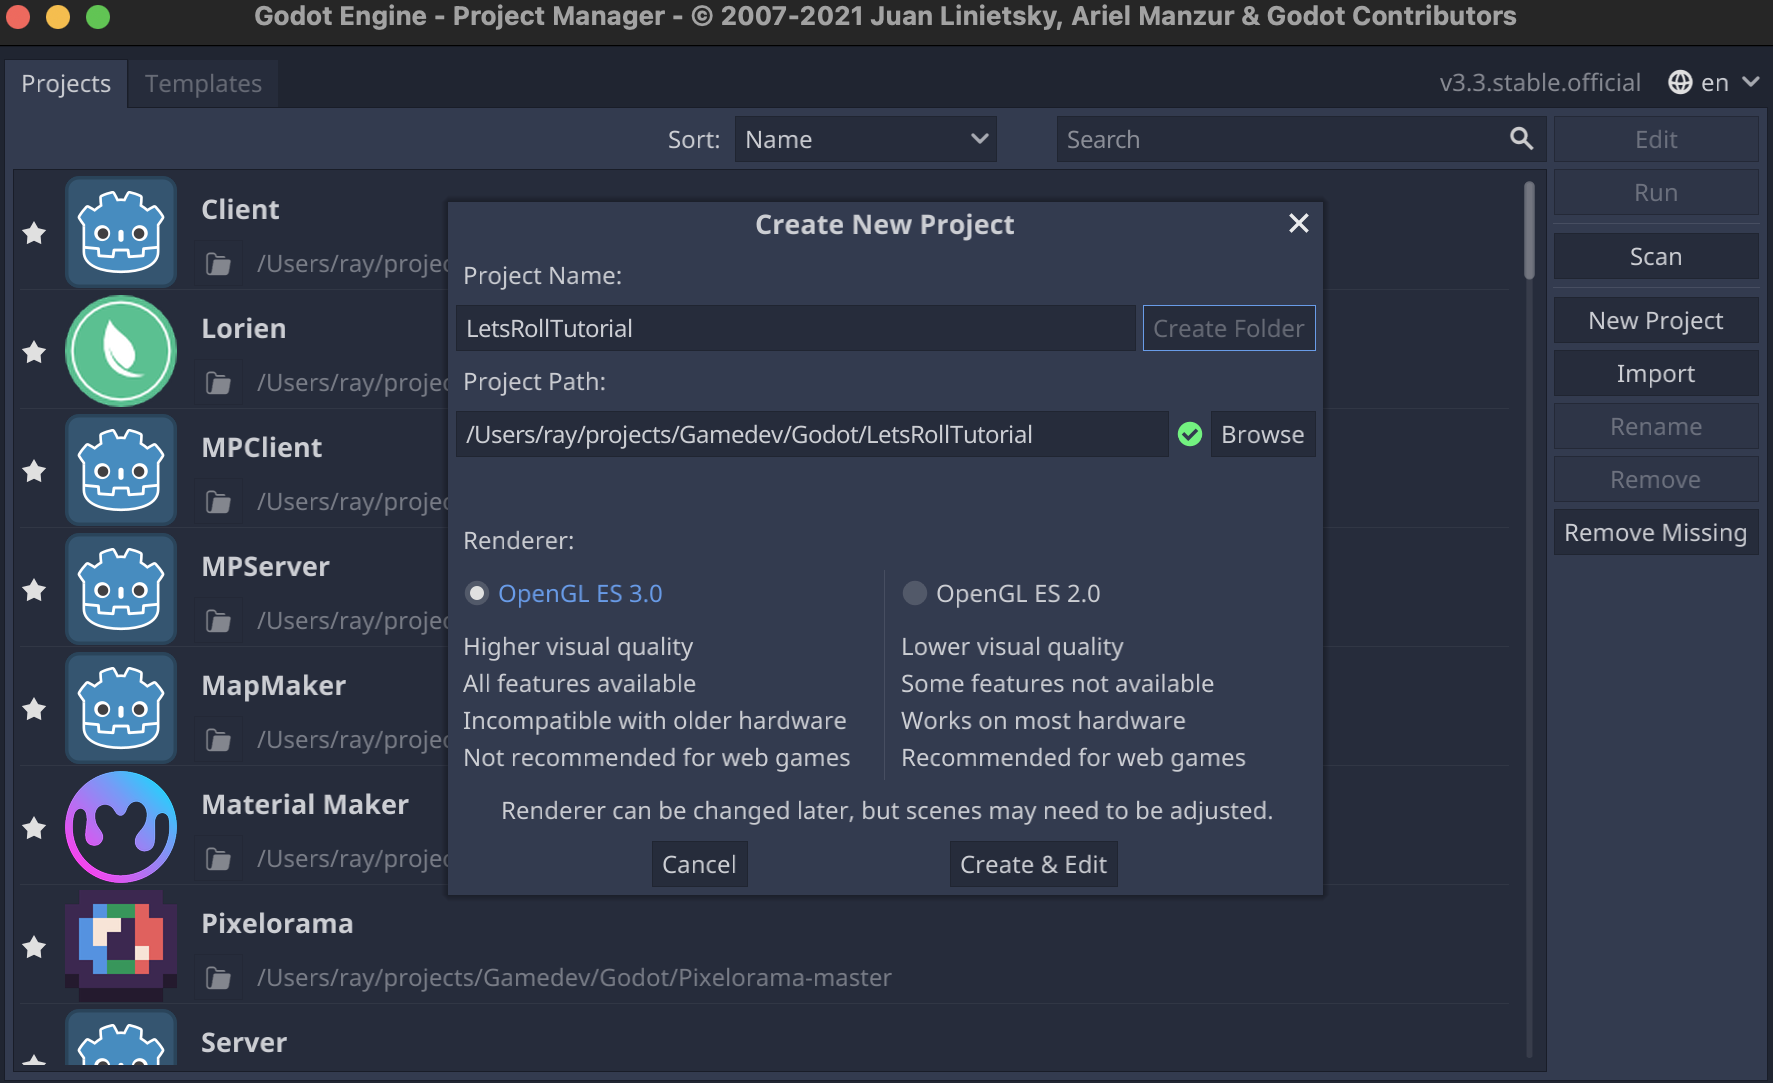 Godot Engine - Project Manager - © 2007-2021 Juan Linietsky, Ariel Manzur & Godot Contributors
Projects
Templates
v3.3.stable.official
en
Sort:
Name
Search
Edit
Run
Scan
New Project
Import
Rename
Remove
Remove Missing
Client
/Users/ray/projec
Lorien
/Users/ray/projec
MPClient
/Users/ray/projec
MPServer
/Users/ray/projec
MapMaker
/Users/ray/projec
Material Maker
/Users/ray/projec
Pixelorama
/Users/ray/projects/Gamedev/Godot/Pixelorama-master
Server
Create New Project
Project Name:
LetsRollTutorial
Create Folder
Project Path:
/Users/ray/projects/Gamedev/Godot/LetsRollTutorial
Browse
Renderer:
OpenGL ES 3.0
Higher visual quality
All features available
Incompatible with older hardware
Not recommended for web games
OpenGL ES 2.0
Lower visual quality
Some features not available
Works on most hardware
Recommended for web games
Renderer can be changed later, but scenes may need to be adjusted.
Cancel
Create & Edit